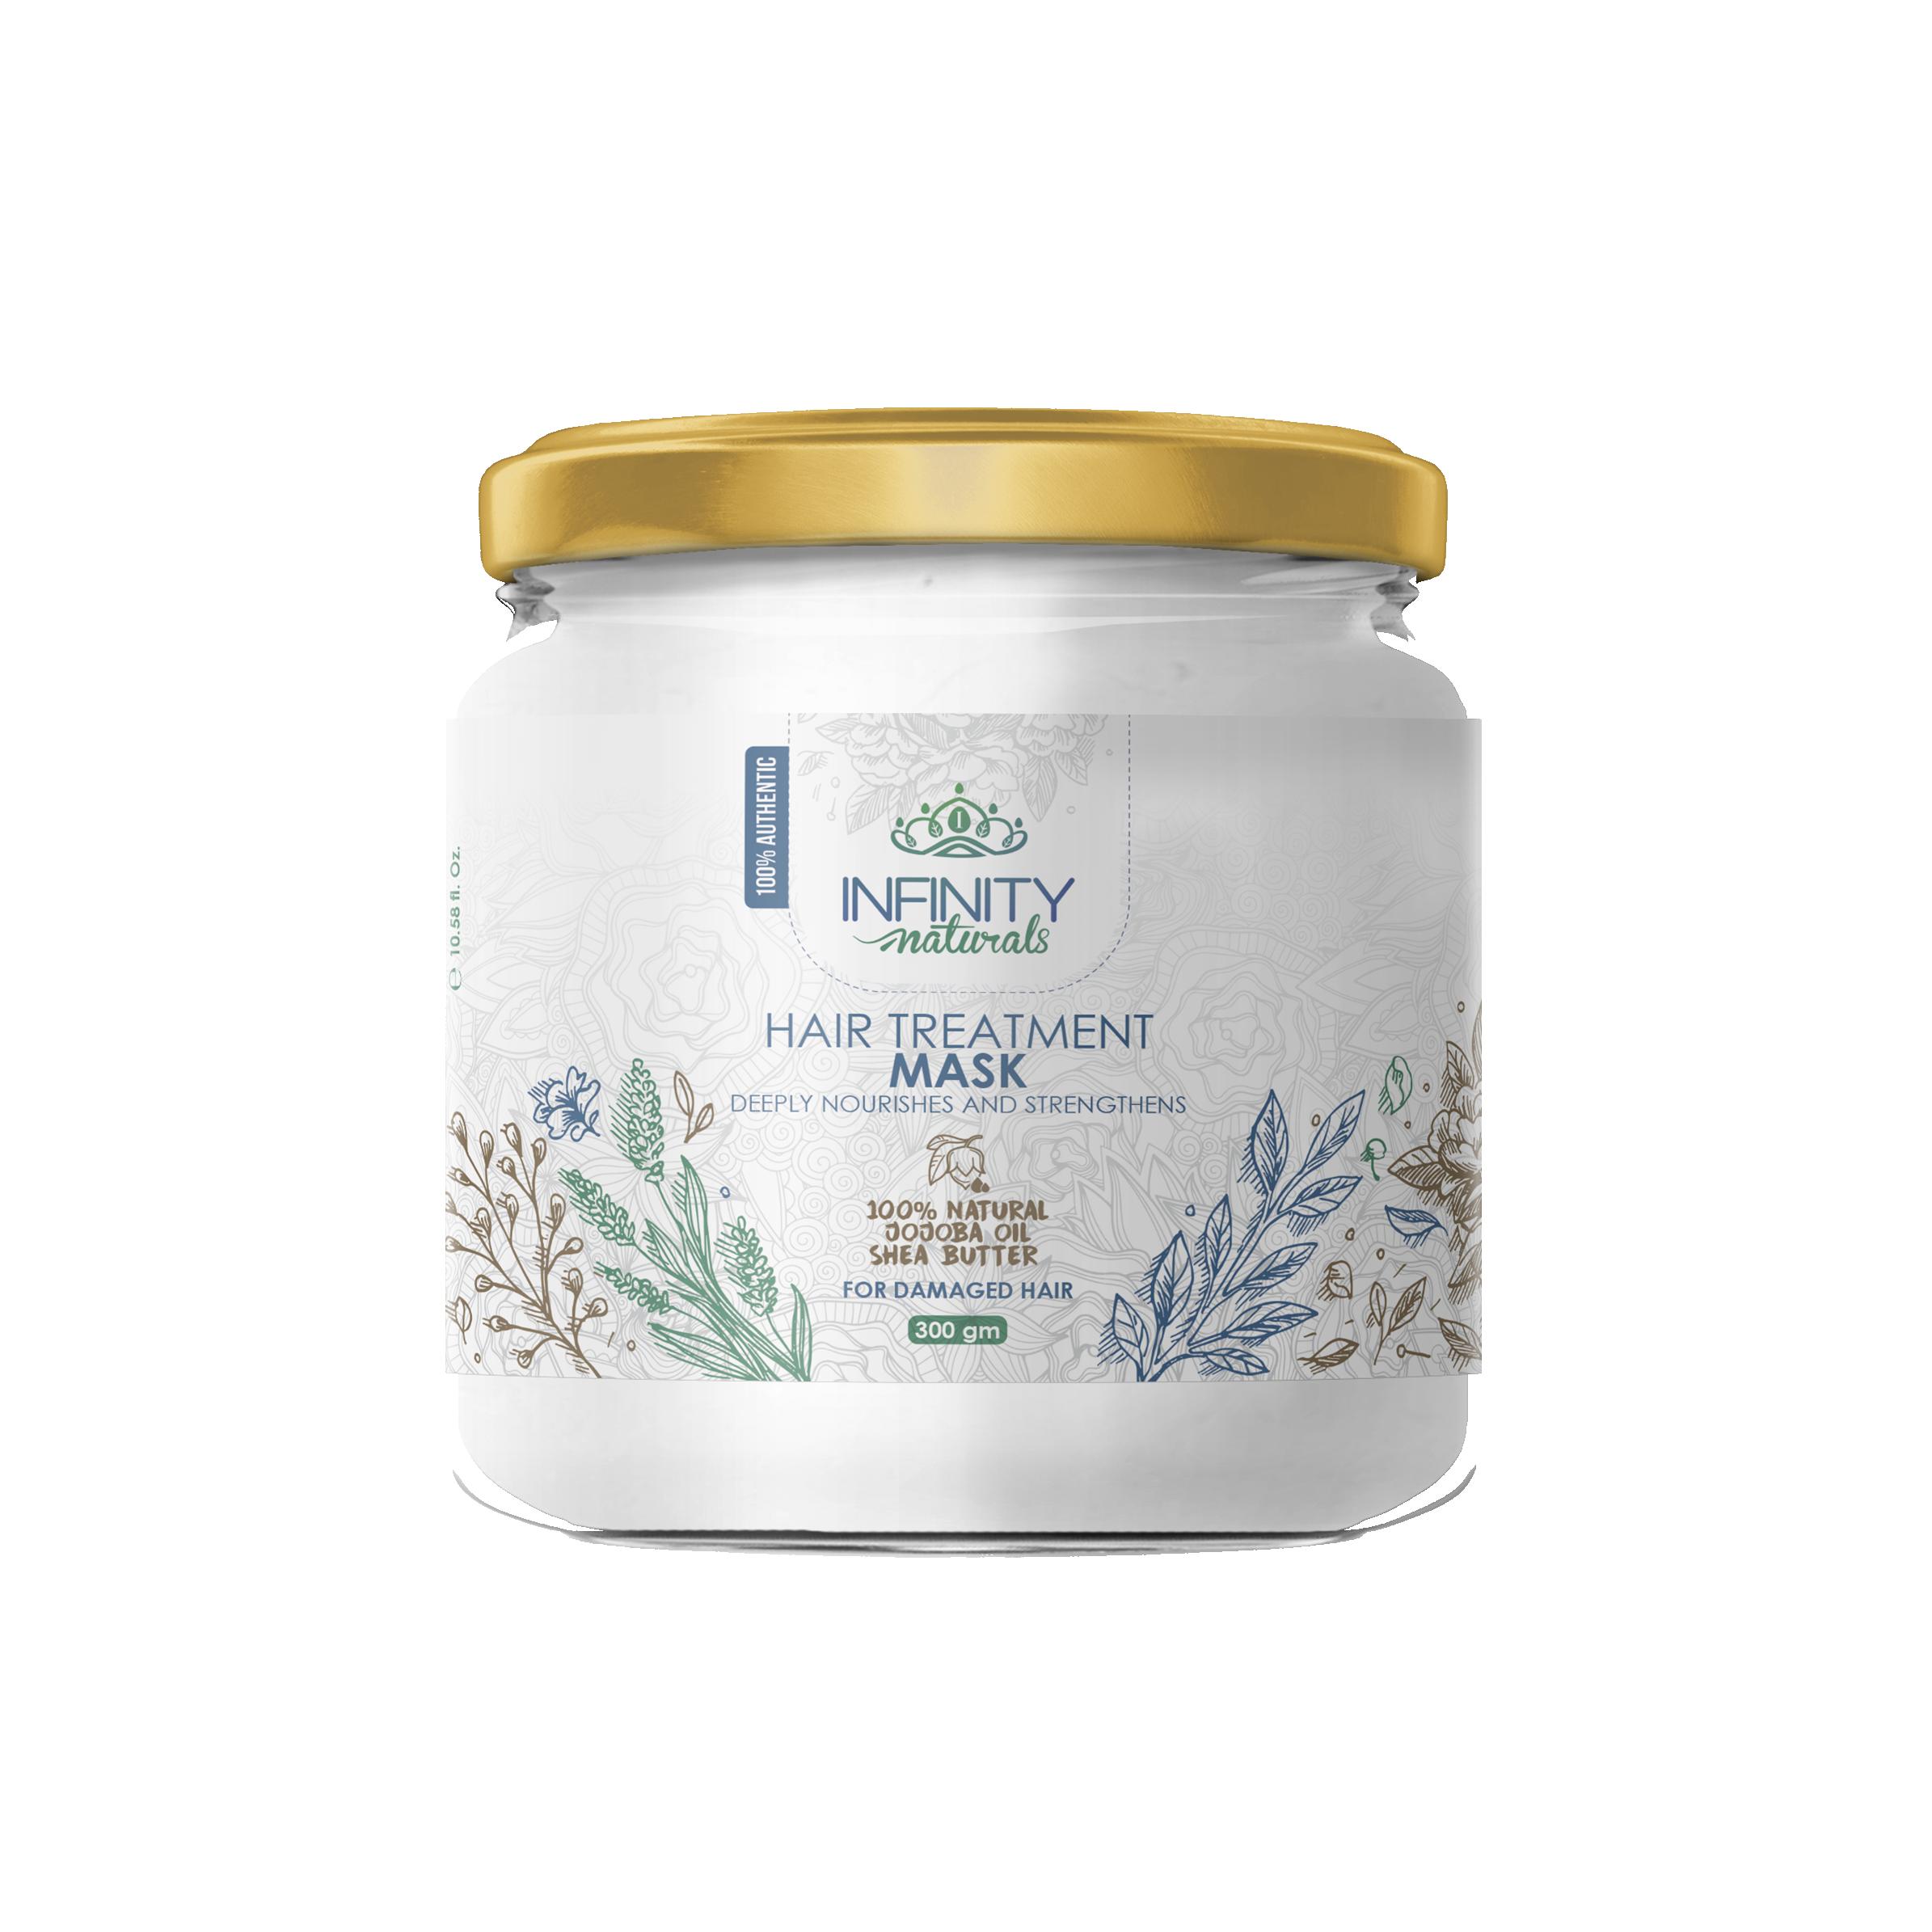 100% AUTHENTIC
I
INFINITY
naturals
℮ 10.58 fl. Oz.
HAIR TREATMENT
MASK
DEEPLY NOURISHES AND STRENGTHENS
100% NATURAL
JOJOBA OIL
SHEA BUTTER
FOR DAMAGED HAIR
300 gm